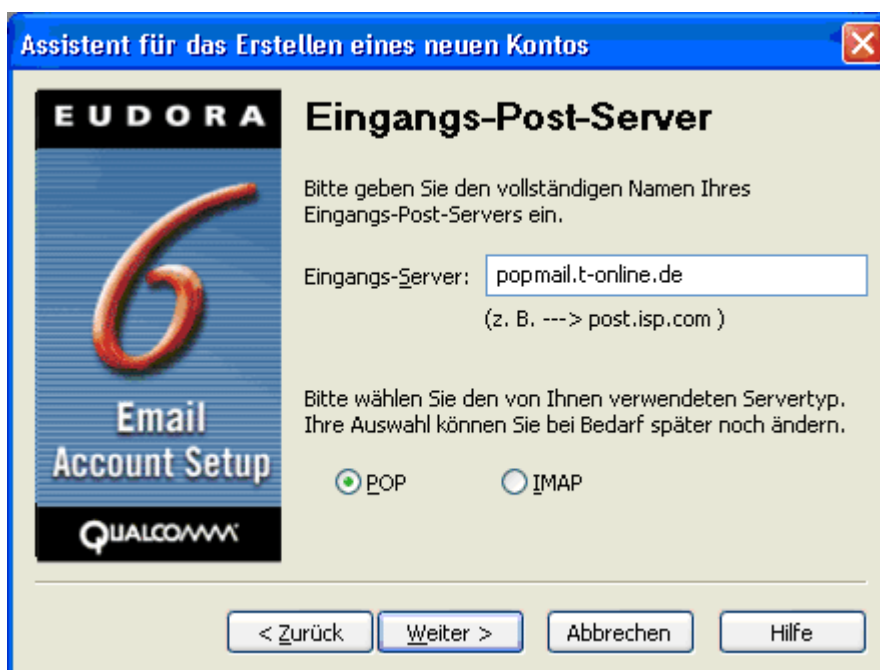 Assistent für das Erstellen eines neuen Kontos
EUDORA
6
Email
Account Setup
QUALCOMM
Eingangs-Post-Server
Bitte geben Sie den vollständigen Namen Ihres
Eingangs-Post-Servers ein.
Eingangs-Server: popmail.t-online.de
(z. B. ---> post.isp.com )
Bitte wählen Sie den von Ihnen verwendeten Servertyp.
Ihre Auswahl können Sie bei Bedarf später noch ändern.
POP IMAP
< Zurück Weiter > Abbrechen Hilfe